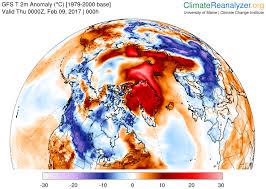 GFS T 2m Anomaly (°C) [1979-2000 base]
Valid Thu 0000Z, Feb 09, 2017 | 000h
ClimateReanalyzer.org
University of Maine | Climate Change Institute
-30 -20 -10 0 10 20 30